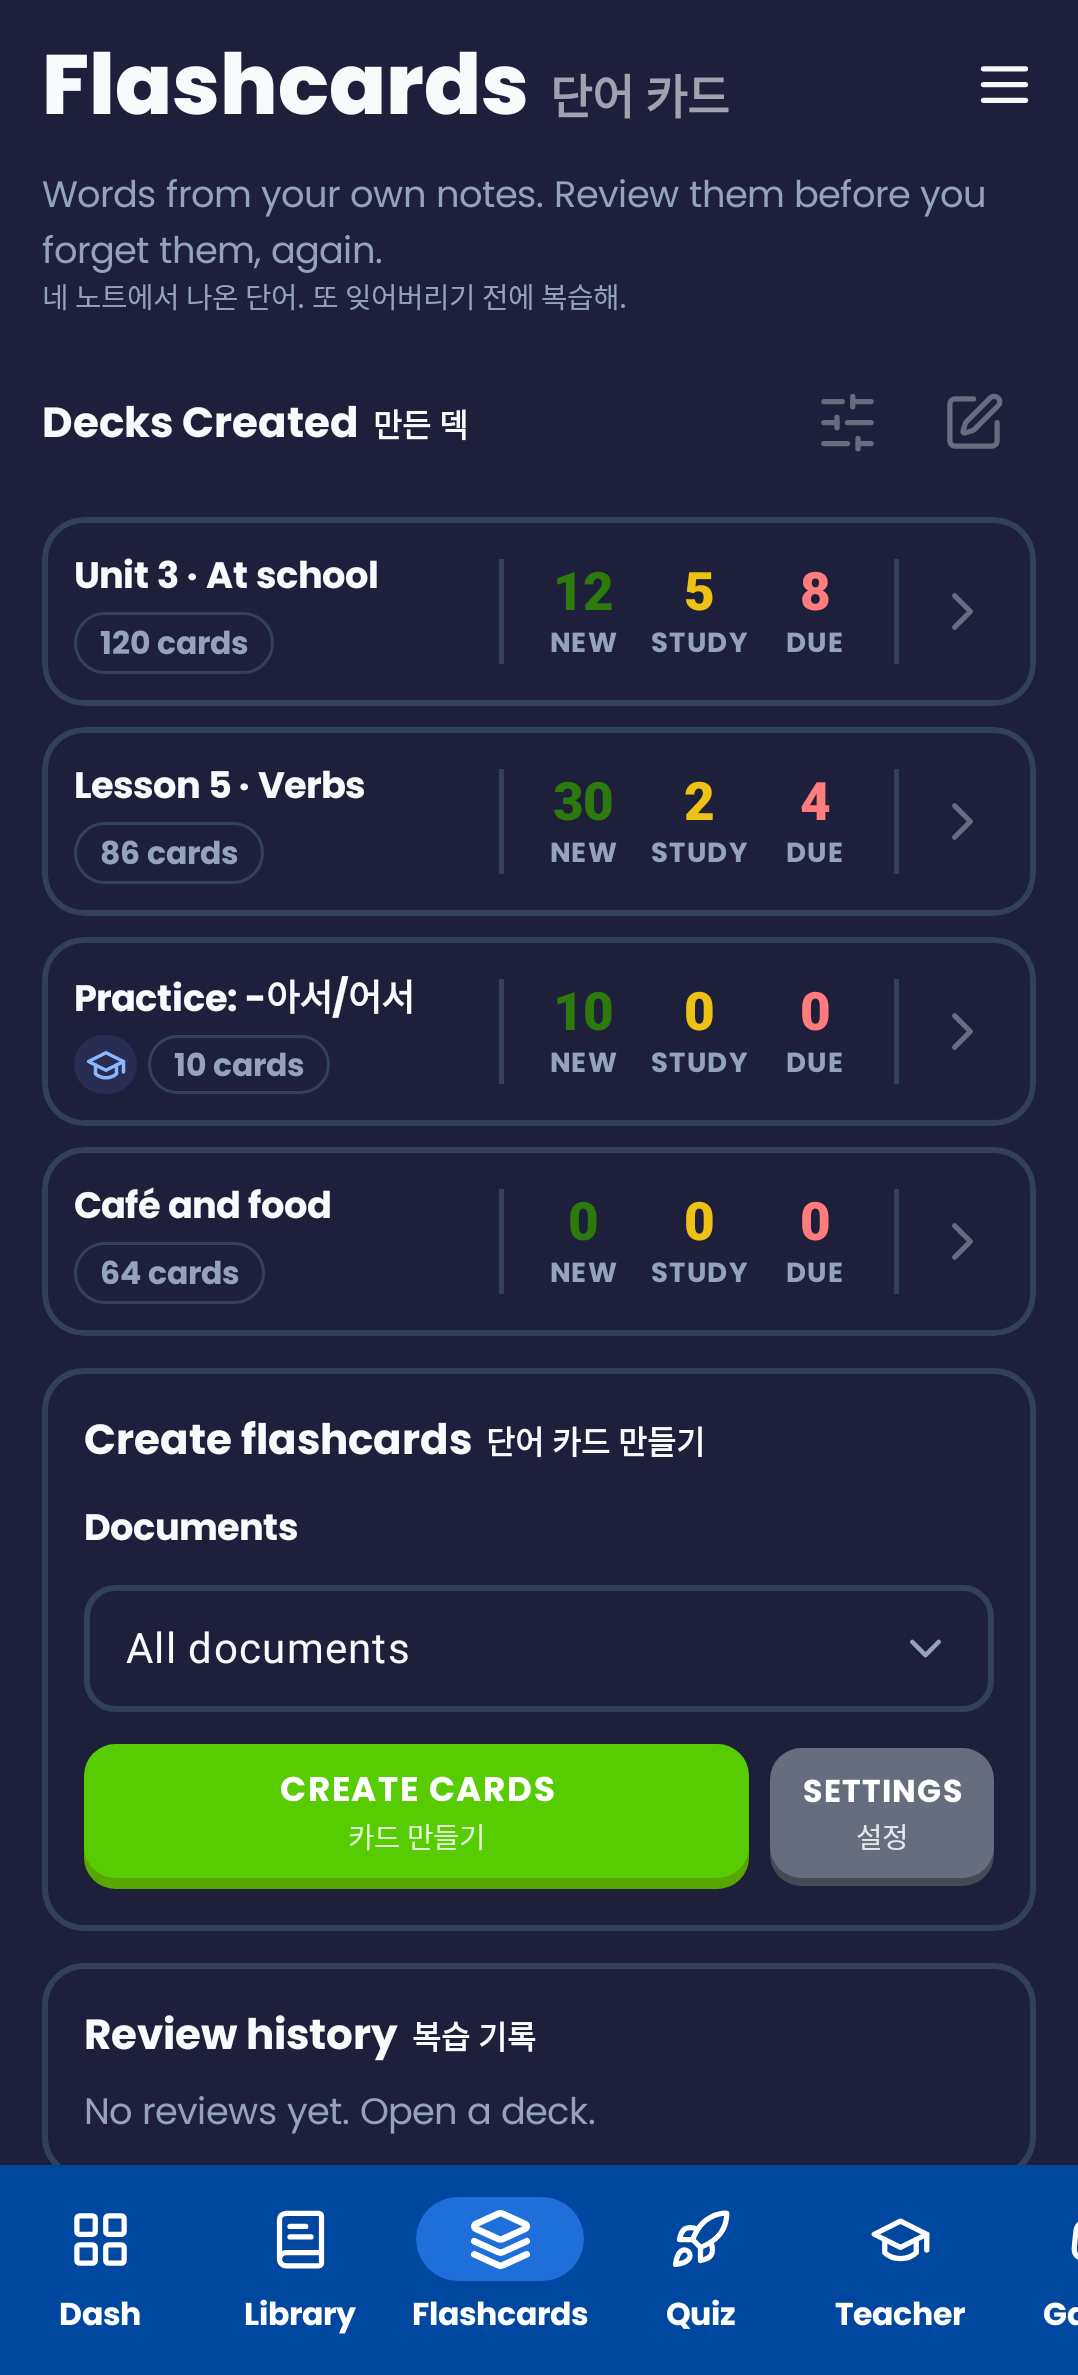 Flashcards 단어 카드
Words from your own notes. Review them before you
forget them, again.
네 노트에서 나온 단어. 또 잊어버리기 전에 복습해.
Decks Created 만든 덱
Unit 3 · At school
120 cards
12 5 8
NEW STUDY DUE
Lesson 5 · Verbs
86 cards
30 2 4
NEW STUDY DUE
Practice: -아서/어서
10 cards
10 0 0
NEW STUDY DUE
Café and food
64 cards
0 0 0
NEW STUDY DUE
Create flashcards 단어 카드 만들기
Documents
All documents
CREATE CARDS
카드 만들기
SETTINGS
설정
Review history 복습 기록
No reviews yet. Open a deck.
Dash Library Flashcards Quiz Teacher